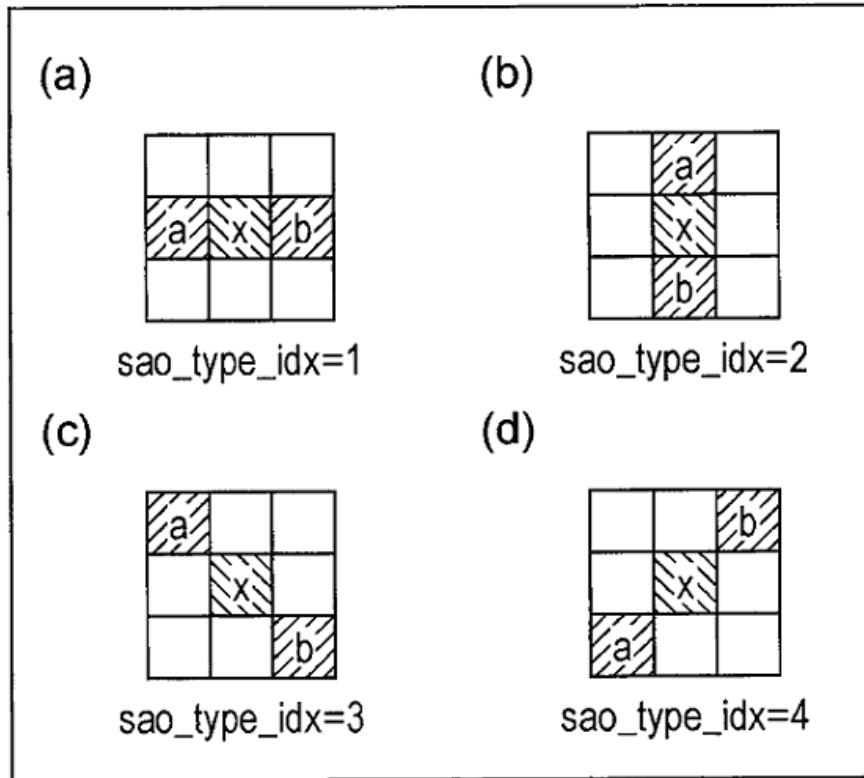 (a)
(b)
a x b
a
x
b
sao_type_idx=1
sao_type_idx=2
(c)
(d)
a
x
b
b
x
a
sao_type_idx=3
sao_type_idx=4